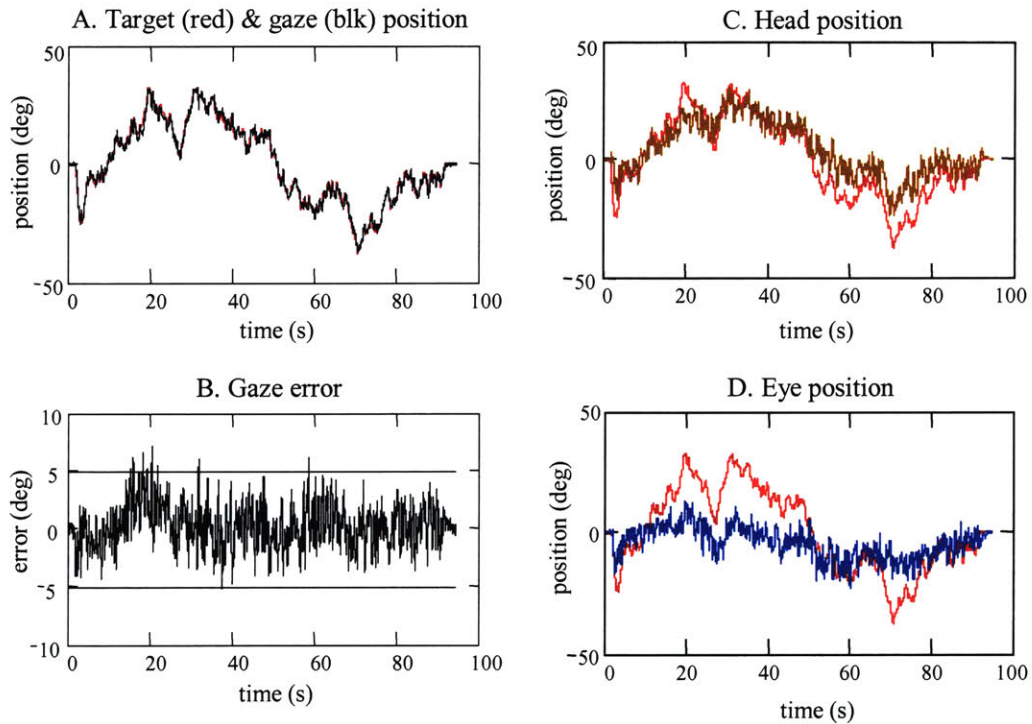 A. Target (red) & gaze (blk) position
50
0
-50
position (deg)
0 20 40 60 80 100
time (s)
B. Gaze error
10
5
0
-5
-10
error (deg)
0 20 40 60 80 100
time (s)
C. Head position
50
0
-50
position (deg)
0 20 40 60 80 100
time (s)
D. Eye position
50
0
-50
position (deg)
0 20 40 60 80 100
time (s)